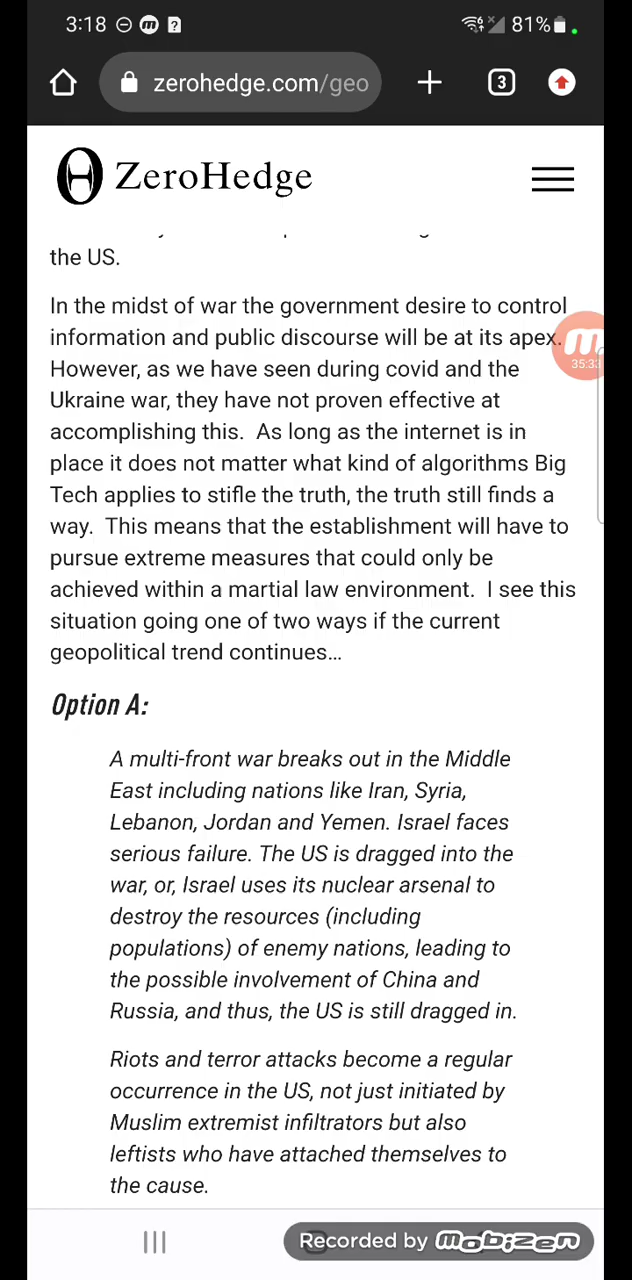 3:18
81%
zerohedge.com/geo
3
ZeroHedge
the US.
In the midst of war the government desire to control
information and public discourse will be at its apex.
35:33
However, as we have seen during covid and the
Ukraine war, they have not proven effective at
accomplishing this.  As long as the internet is in
place it does not matter what kind of algorithms Big
Tech applies to stifle the truth, the truth still finds a
way.  This means that the establishment will have to
pursue extreme measures that could only be
achieved within a martial law environment.  I see this
situation going one of two ways if the current
geopolitical trend continues…
Option A:
A multi-front war breaks out in the Middle
East including nations like Iran, Syria,
Lebanon, Jordan and Yemen. Israel faces
serious failure. The US is dragged into the
war, or, Israel uses its nuclear arsenal to
destroy the resources (including
populations) of enemy nations, leading to
the possible involvement of China and
Russia, and thus, the US is still dragged in.
Riots and terror attacks become a regular
occurrence in the US, not just initiated by
Muslim extremist infiltrators but also
leftists who have attached themselves to
the cause.
Recorded by mobizen